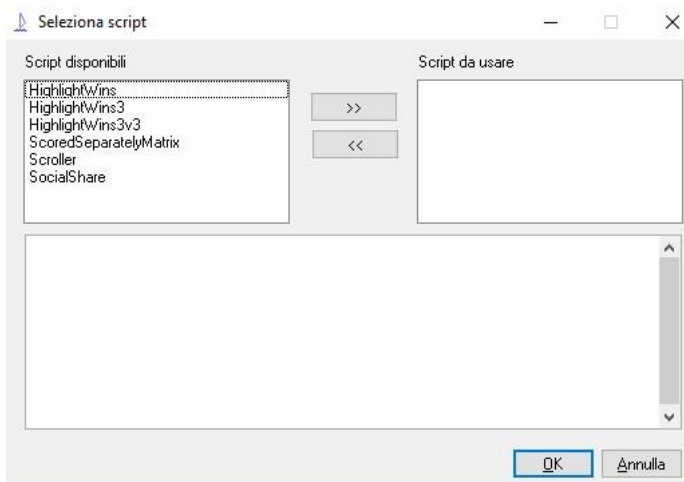 Seleziona script
Script disponibili
Script da usare
HighlightWins
HighlightWins3
HighlightWins3v3
ScoredSeparatelyMatrix
Scroller
SocialShare
>>
<<
OK
Annulla